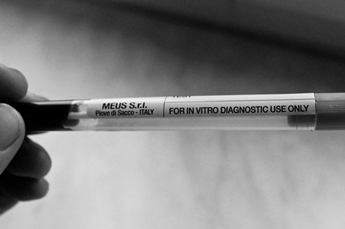 MEUS S.r.l.
Piove di Sacco - ITALY
FOR IN VITRO DIAGNOSTIC USE ONLY